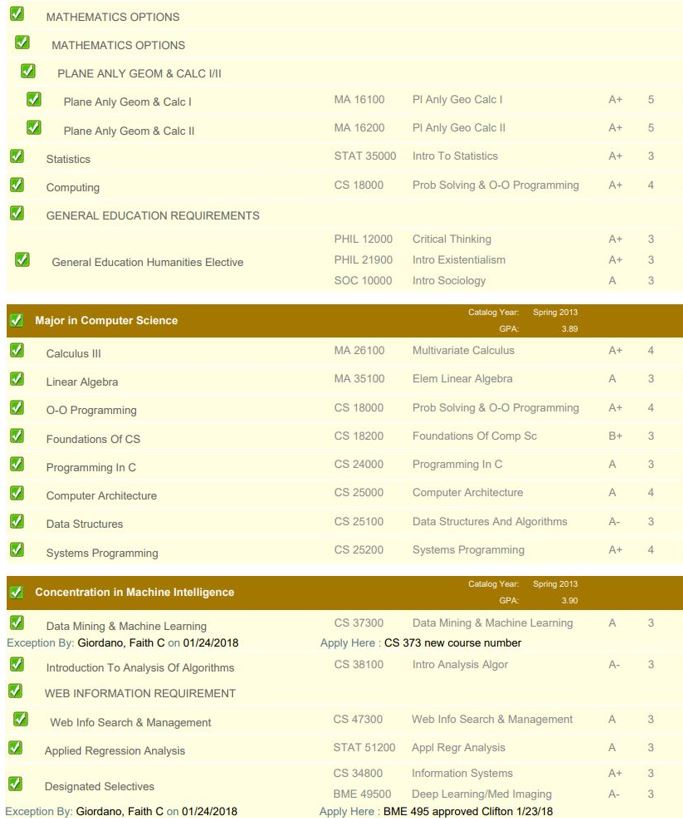 MATHEMATICS OPTIONS
MATHEMATICS OPTIONS
PLANE ANLY GEOM & CALC I/II
Plane Anly Geom & Calc I MA 16100 Pl Anly Geo Calc I A+ 5
Plane Anly Geom & Calc II MA 16200 Pl Anly Geo Calc II A+ 5
Statistics STAT 35000 Intro To Statistics A+ 3
Computing CS 18000 Prob Solving & O-O Programming A+ 4
GENERAL EDUCATION REQUIREMENTS
PHIL 12000 Critical Thinking A+ 3
General Education Humanities Elective PHIL 21900 Intro Existentialism A+ 3
SOC 10000 Intro Sociology A 3
Major in Computer Science Catalog Year: Spring 2013
GPA: 3.89
Calculus III MA 26100 Multivariate Calculus A+ 4
Linear Algebra MA 35100 Elem Linear Algebra A 3
O-O Programming CS 18000 Prob Solving & O-O Programming A+ 4
Foundations Of CS CS 18200 Foundations Of Comp Sc B+ 3
Programming In C CS 24000 Programming In C A 3
Computer Architecture CS 25000 Computer Architecture A 4
Data Structures CS 25100 Data Structures And Algorithms A- 3
Systems Programming CS 25200 Systems Programming A+ 4
Concentration in Machine Intelligence Catalog Year: Spring 2013
GPA: 3.90
Data Mining & Machine Learning CS 37300 Data Mining & Machine Learning A 3
Exception By: Giordano, Faith C on 01/24/2018 Apply Here : CS 373 new course number
Introduction To Analysis Of Algorithms CS 38100 Intro Analysis Algor A- 3
WEB INFORMATION REQUIREMENT
Web Info Search & Management CS 47300 Web Info Search & Management A 3
Applied Regression Analysis STAT 51200 Appl Regr Analysis A 3
Designated Selectives CS 34800 Information Systems A+ 3
BME 49500 Deep Learning/Med Imaging A- 3
Exception By: Giordano, Faith C on 01/24/2018 Apply Here : BME 495 approved Clifton 1/23/18